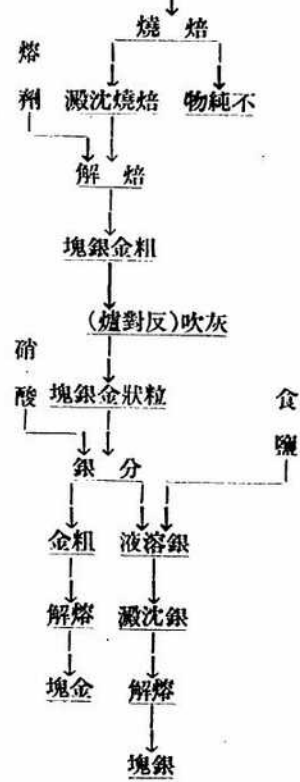 焙燒
不純物
焙燒沈澱
熔劑
焙解
粗金銀塊
灰吹(反對爐)
粒狀金銀塊
硝酸
食鹽
分銀
銀溶液
粗金
銀沈澱
熔解
熔解
金塊
銀塊